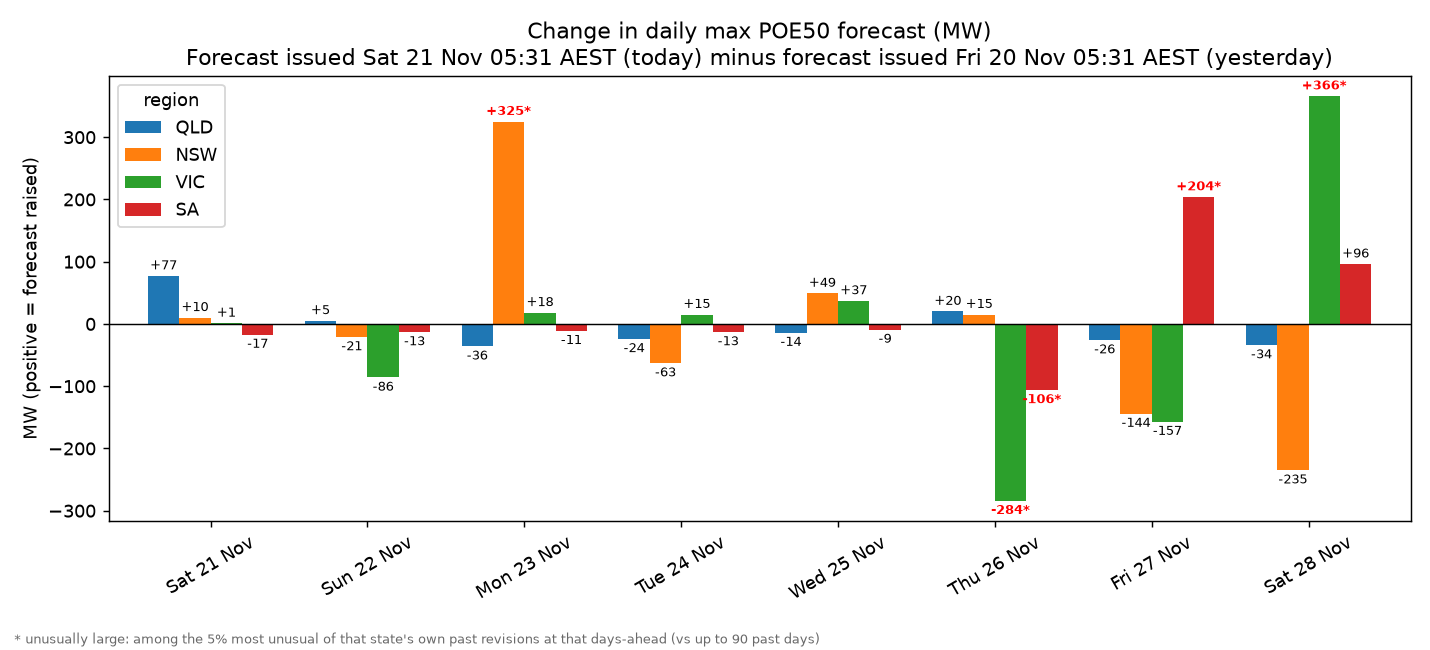 Change in daily max POE50 forecast (MW)
Forecast issued Sat 21 Nov 05:31 AEST (today) minus forecast issued Fri 20 Nov 05:31 AEST (yesterday)
MW (positive = forecast raised)
300
200
100
0
−100
−200
−300
region
QLD
NSW
VIC
SA
+77
+10
+1
-17
+5
-21
-86
-13
-36
+325*
+18
-11
-24
-63
+15
-13
-14
+49
+37
-9
+20
+15
-284*
-106*
-26
-144
-157
+204*
-34
-235
+366*
+96
Sat 21 Nov
Sun 22 Nov
Mon 23 Nov
Tue 24 Nov
Wed 25 Nov
Thu 26 Nov
Fri 27 Nov
Sat 28 Nov
* unusually large: among the 5% most unusual of that state's own past revisions at that days-ahead (vs up to 90 past days)